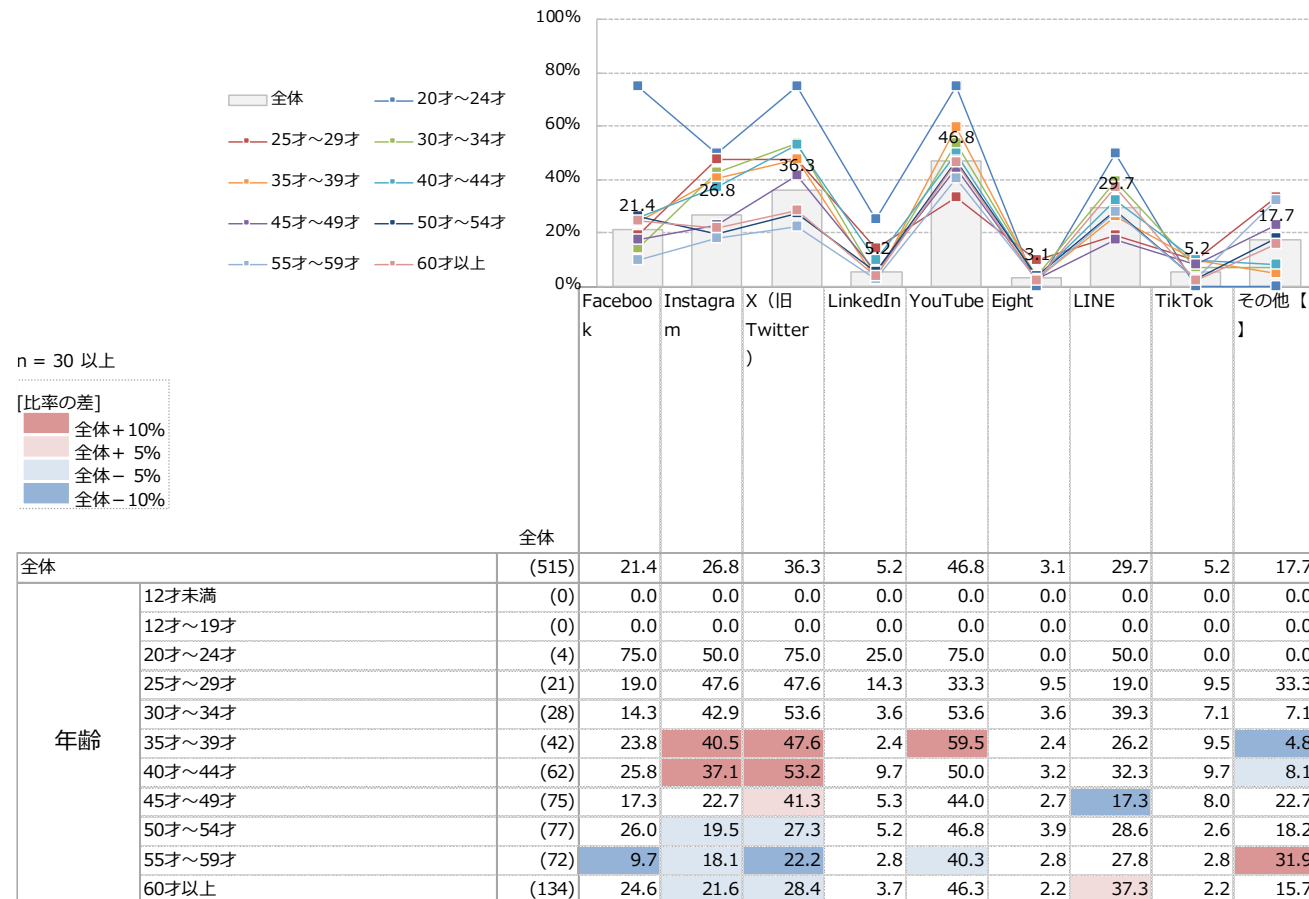 100%
80%
60%
40%
20%
0%
全体 20才～24才
25才～29才 30才～34才
35才～39才 40才～44才
45才～49才 50才～54才
55才～59才 60才以上
21.4 26.8 36.3 5.2 46.8 3.1 29.7 5.2 17.7
Faceboo Instagra X（旧 LinkedIn YouTube Eight LINE TikTok その他【
k m Twitter 】
）
n = 30 以上
[比率の差]
全体＋10%
全体＋ 5%
全体－ 5%
全体－10%
全体
全体 (515) 21.4 26.8 36.3 5.2 46.8 3.1 29.7 5.2 17.7
年齢
12才未満 (0) 0.0 0.0 0.0 0.0 0.0 0.0 0.0 0.0 0.0
12才～19才 (0) 0.0 0.0 0.0 0.0 0.0 0.0 0.0 0.0 0.0
20才～24才 (4) 75.0 50.0 75.0 25.0 75.0 0.0 50.0 0.0 0.0
25才～29才 (21) 19.0 47.6 47.6 14.3 33.3 9.5 19.0 9.5 33.3
30才～34才 (28) 14.3 42.9 53.6 3.6 53.6 3.6 39.3 7.1 7.1
35才～39才 (42) 23.8 40.5 47.6 2.4 59.5 2.4 26.2 9.5 4.8
40才～44才 (62) 25.8 37.1 53.2 9.7 50.0 3.2 32.3 9.7 8.1
45才～49才 (75) 17.3 22.7 41.3 5.3 44.0 2.7 17.3 8.0 22.7
50才～54才 (77) 26.0 19.5 27.3 5.2 46.8 3.9 28.6 2.6 18.2
55才～59才 (72) 9.7 18.1 22.2 2.8 40.3 2.8 27.8 2.8 31.9
60才以上 (134) 24.6 21.6 28.4 3.7 46.3 2.2 37.3 2.2 15.7